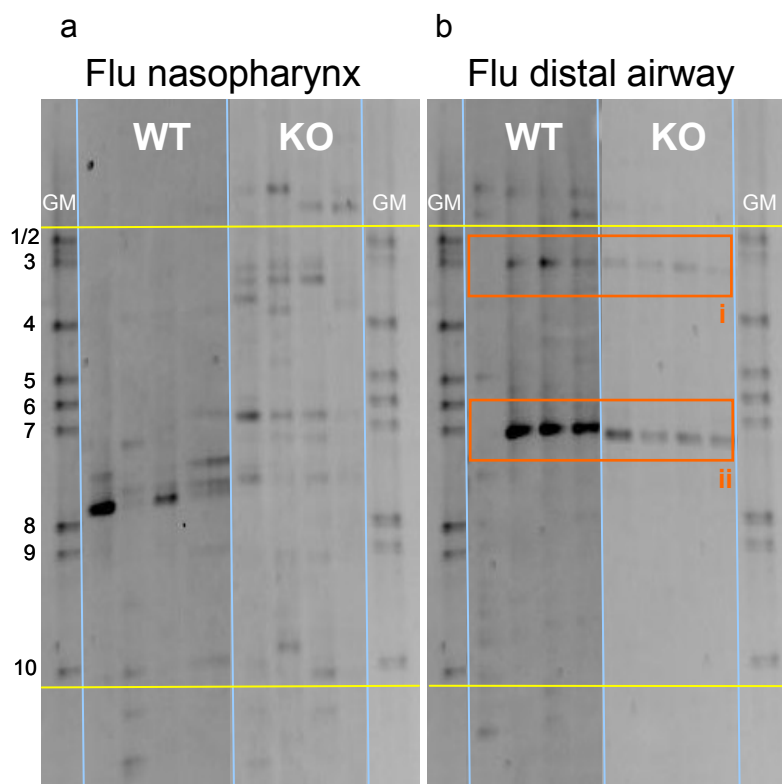 a
b
Flu nasopharynx
Flu distal airway
WT
KO
WT
KO
GM
GM
GM
GM
1/2
3
4
5
6
7
8
9
10
i
ii